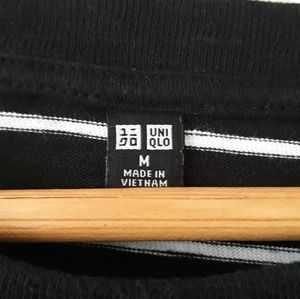 ユニ UNI
クロ QLO
M
MADE IN
VIETNAM